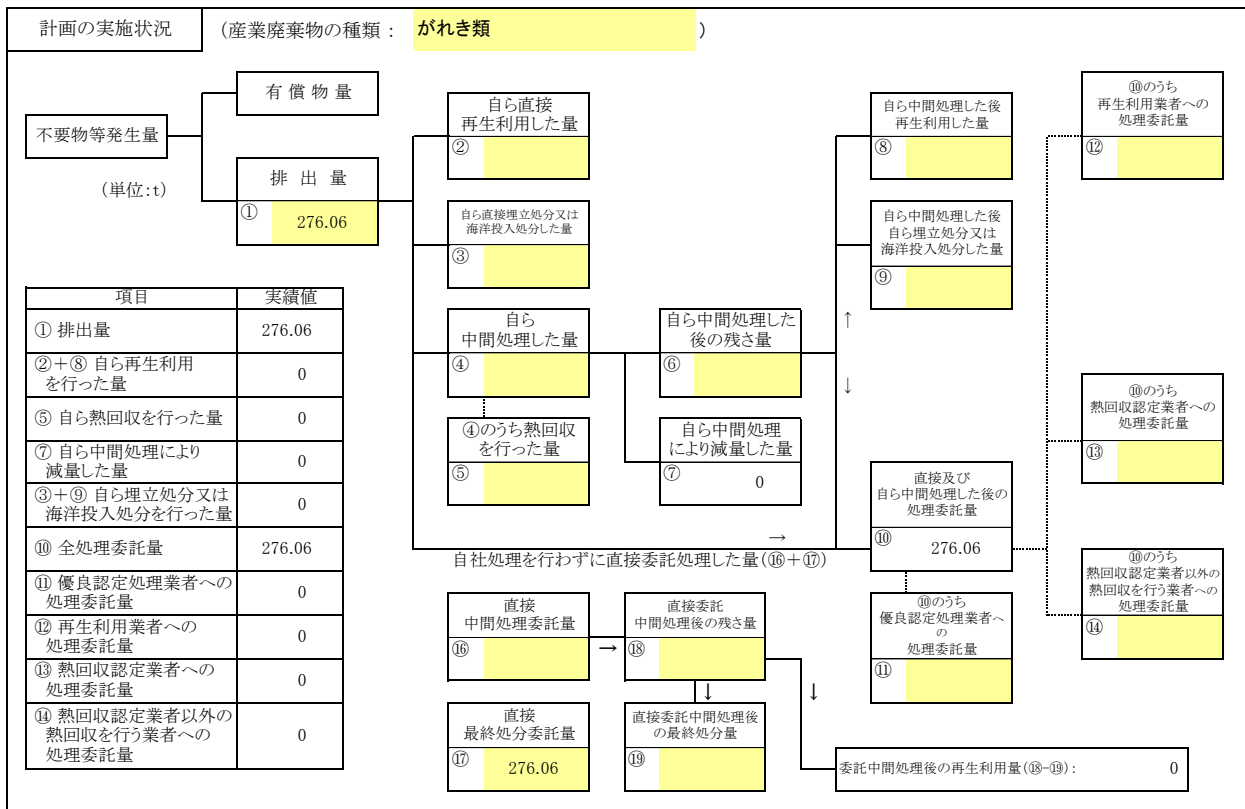 計画の実施状況
(産業廃棄物の種類： がれき類 )
不要物等発生量
(単位:t)
有償物量
排出量
① 276.06
自ら直接
再生利用した量
②
自ら直接埋立処分又は
海洋投入処分した量
③
自ら
中間処理した量
④
④のうち熱回収
を行った量
⑤
自ら中間処理した
後の残さ量
⑥
自ら中間処理
により減量した量
⑦ 0
自ら中間処理した後
再生利用した量
⑧
自ら中間処理した後
自ら埋立処分又は
海洋投入処分した量
⑨
↑
↓
直接及び
自ら中間処理した後の
処理委託量
⑩ 276.06
⑩のうち
再生利用業者への
処理委託量
⑫
⑩のうち
熱回収認定業者への
処理委託量
⑬
⑩のうち
熱回収認定業者以外の
熱回収を行う業者への
処理委託量
⑭
⑩のうち
優良認定処理業者へ
の
処理委託量
⑪
→
自社処理を行わずに直接委託処理した量(⑯＋⑰)
直接
中間処理委託量
⑯
→
直接委託
中間処理後の残さ量
⑱
↓
↓
直接
最終処分委託量
⑰ 276.06
直接委託中間処理後
の最終処分量
⑲
委託中間処理後の再生利用量(⑱-⑲)： 0
項目 実績値
① 排出量 276.06
②＋⑧ 自ら再生利用
を行った量 0
⑤ 自ら熱回収を行った量 0
⑦ 自ら中間処理により
減量した量 0
③＋⑨ 自ら埋立処分又は
海洋投入処分を行った量 0
⑩ 全処理委託量 276.06
⑪ 優良認定処理業者への
処理委託量 0
⑫ 再生利用業者への
処理委託量 0
⑬ 熱回収認定業者への
処理委託量 0
⑭ 熱回収認定業者以外の
熱回収を行う業者への
処理委託量 0